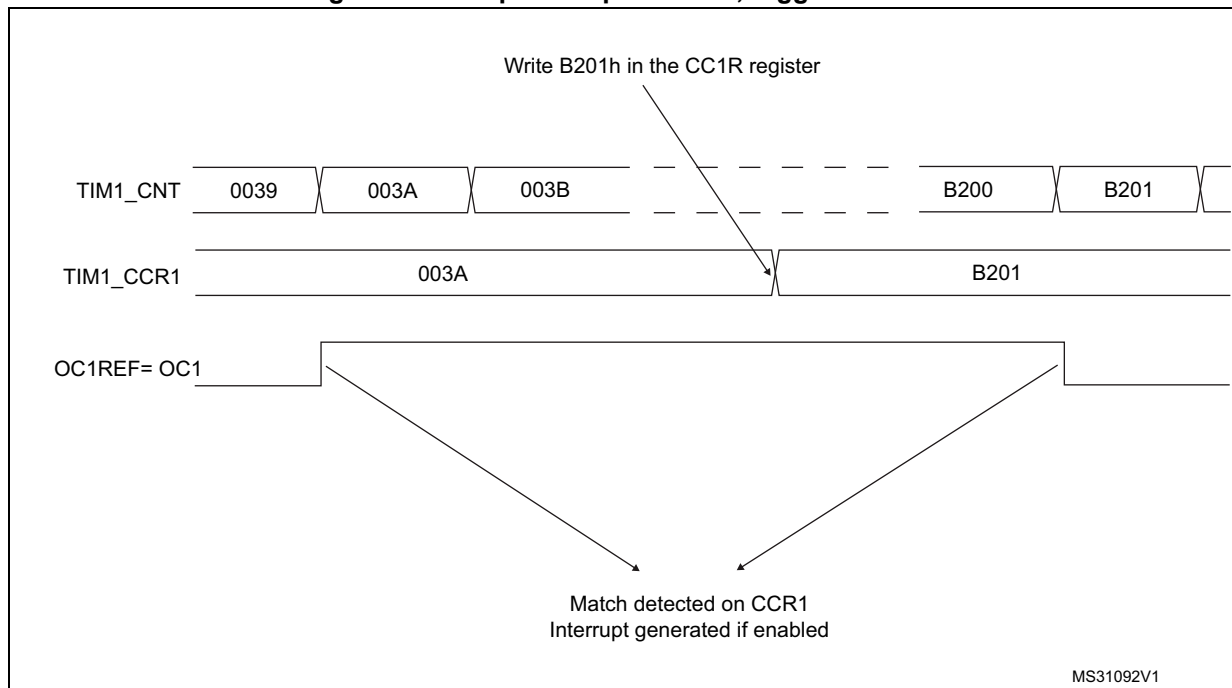 Write B201h in the CC1R register
TIM1_CNT 0039 003A 003B B200 B201
TIM1_CCR1 003A B201
OC1REF= OC1
Match detected on CCR1
Interrupt generated if enabled
MS31092V1